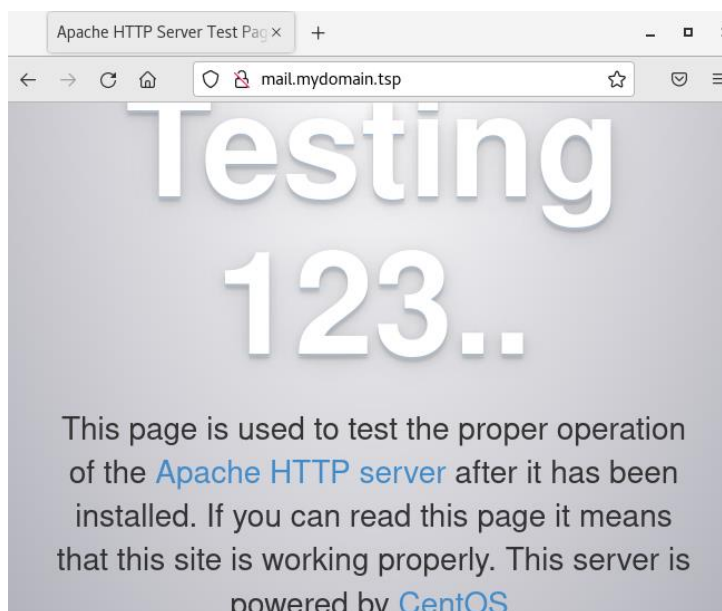 Apache HTTP Server Test Pag
mail.mydomain.tsp
Testing
123..
This page is used to test the proper operation
of the Apache HTTP server after it has been
installed. If you can read this page it means
that this site is working properly. This server is
powered by CentOS